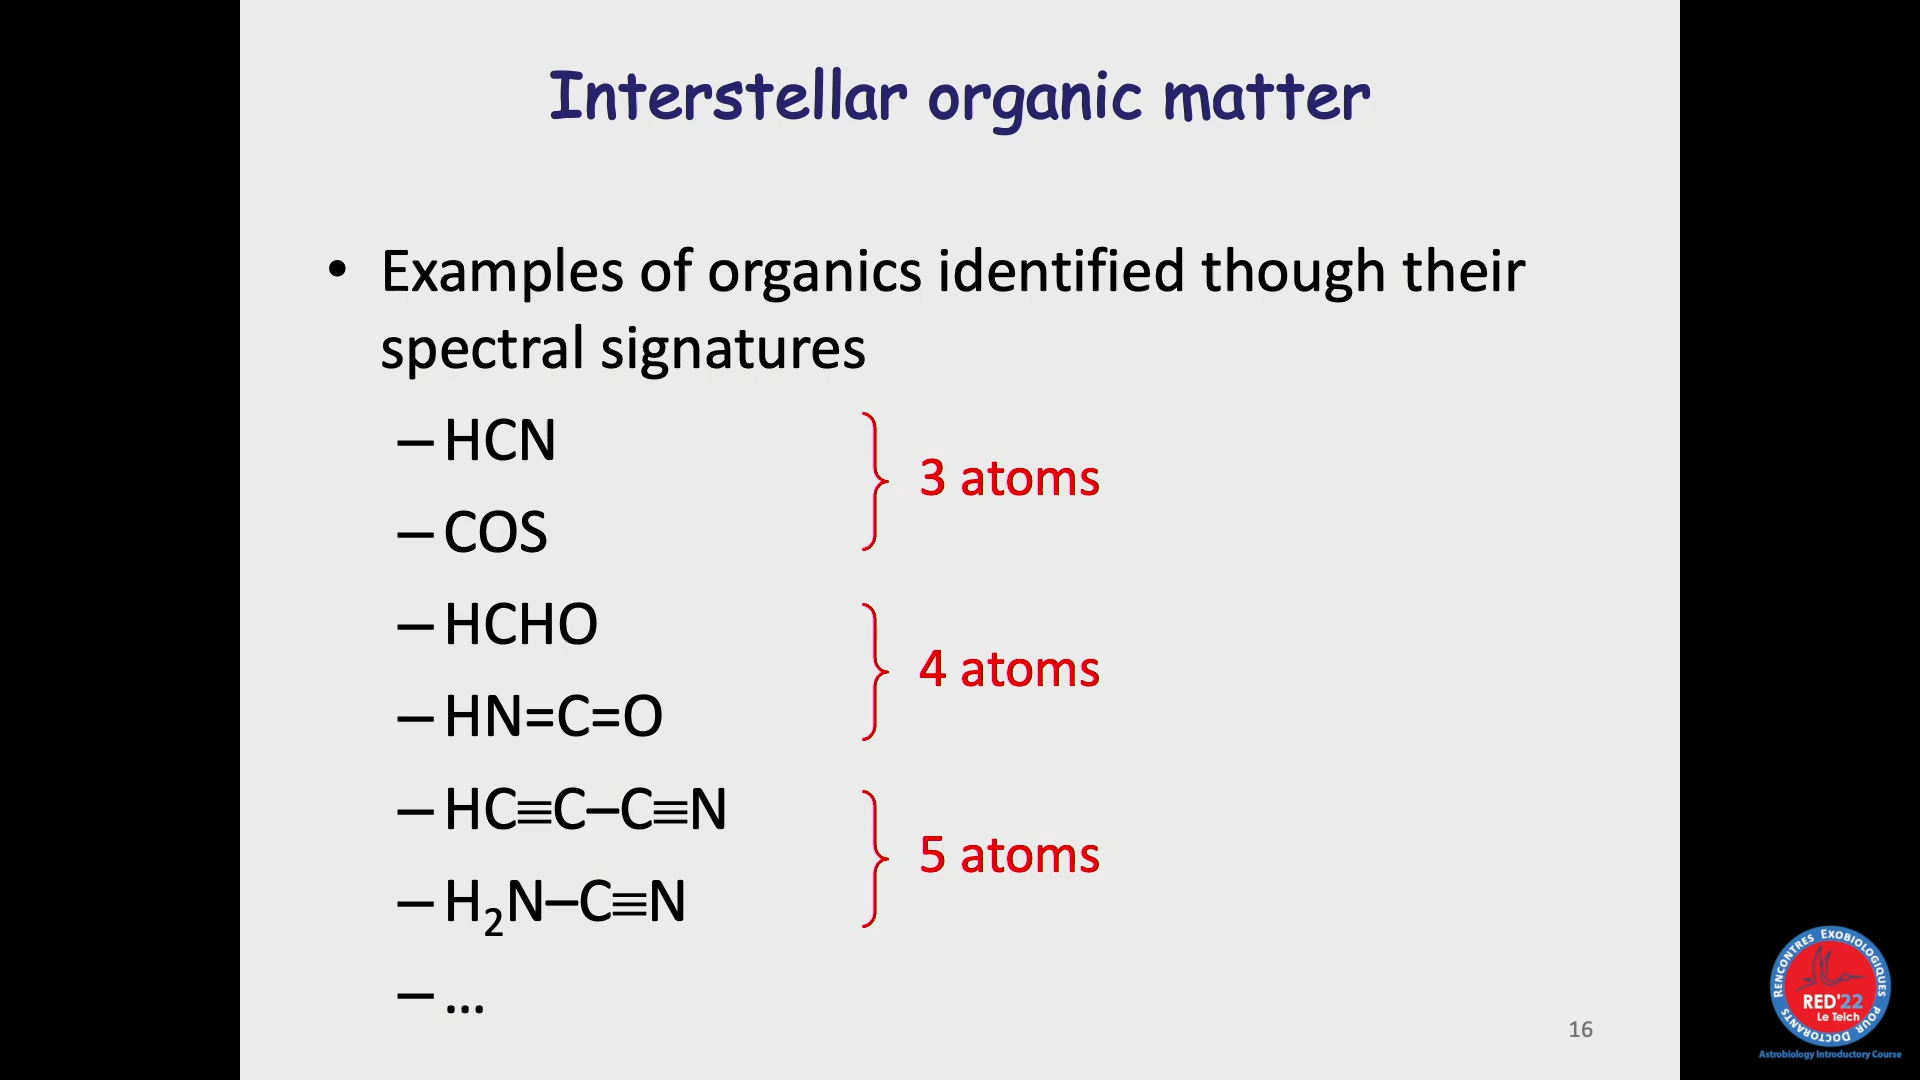 Interstellar organic matter
• Examples of organics identified though their
spectral signatures
– HCN
– COS
3 atoms
– HCHO
– HN=C=O
4 atoms
– HC≡C–C≡N
– H₂N–C≡N
5 atoms
– ...
16
RENCONTRES EXOBIOLOGIQUES POUR DOCTORANTS
RED'22
Le Teich
Astrobiology Introductory Course